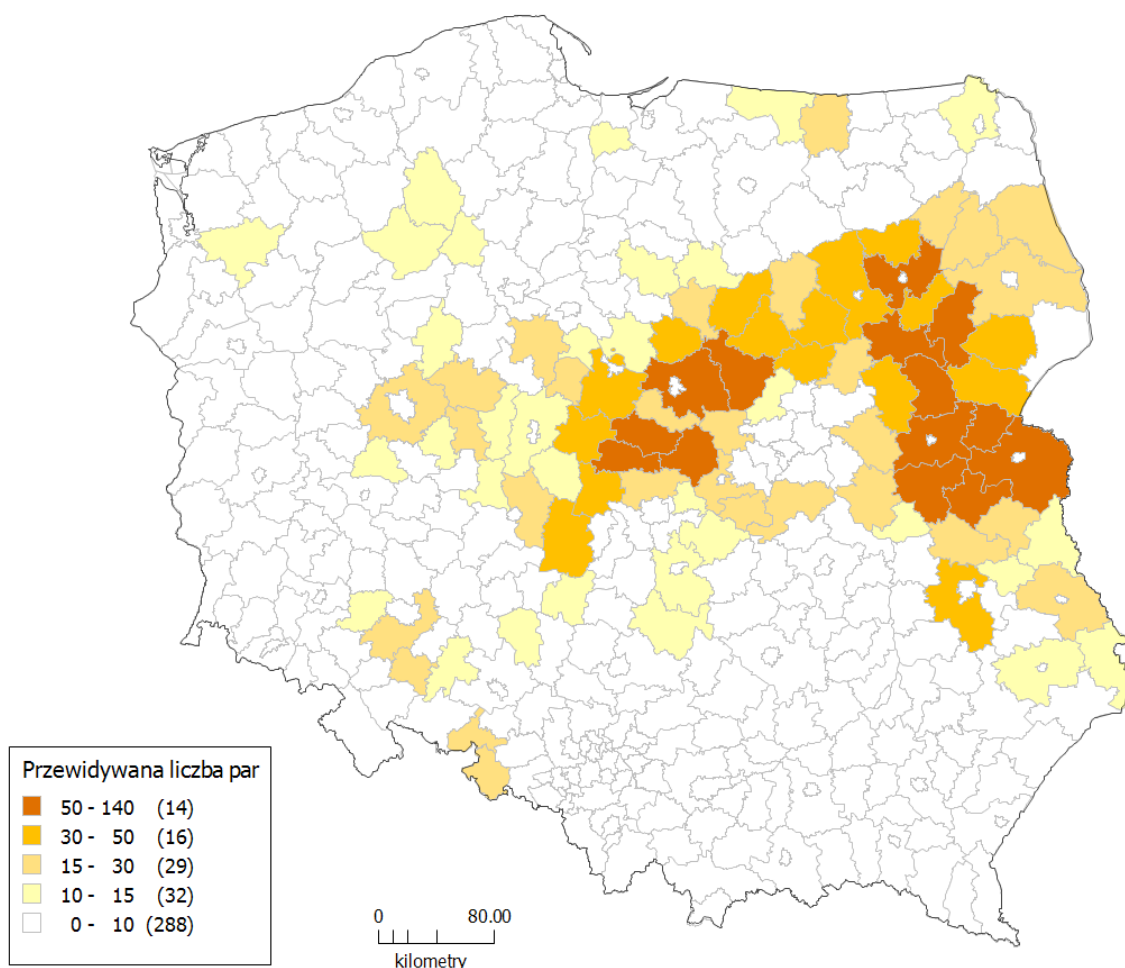 Przewidywana liczba par
50 - 140 (14)
30 - 50 (16)
15 - 30 (29)
10 - 15 (32)
0 - 10 (288)
0 80.00
kilometry